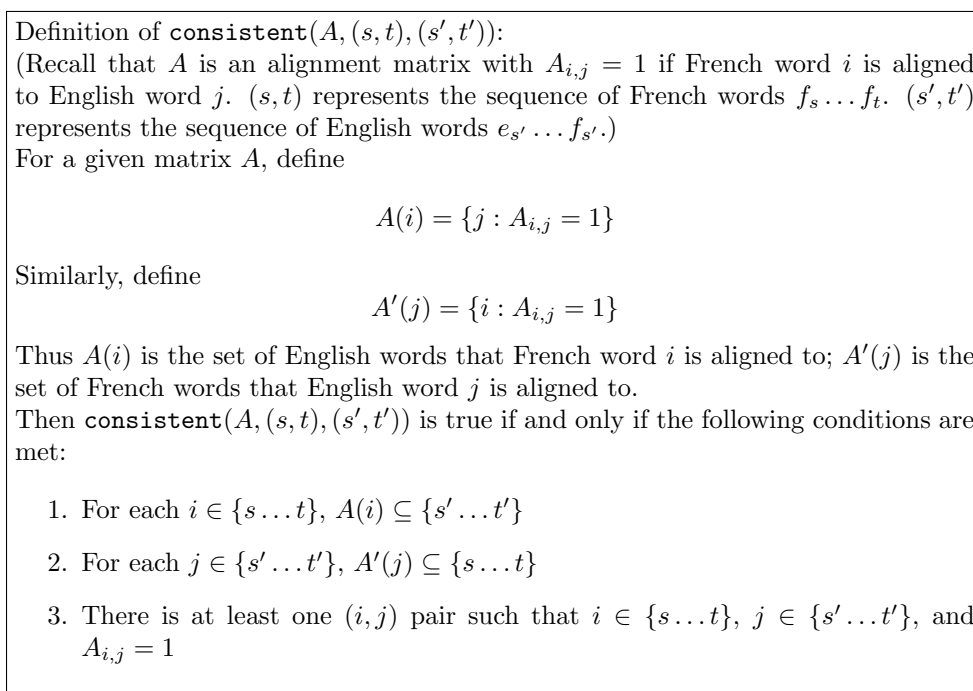 Definition of consistent(A, (s, t), (s′, t′)):
(Recall that A is an alignment matrix with A_{i,j} = 1 if French word i is aligned
to English word j. (s, t) represents the sequence of French words f_s . . . f_t. (s′, t′)
represents the sequence of English words e_{s′} . . . f_{s′}.)
For a given matrix A, define
A(i) = {j : A_{i,j} = 1}
Similarly, define
A′(j) = {i : A_{i,j} = 1}
Thus A(i) is the set of English words that French word i is aligned to; A′(j) is the
set of French words that English word j is aligned to.
Then consistent(A, (s, t), (s′, t′)) is true if and only if the following conditions are
met:
1. For each i ∈ {s . . . t}, A(i) ⊆ {s′ . . . t′}
2. For each j ∈ {s′ . . . t′}, A′(j) ⊆ {s . . . t}
3. There is at least one (i, j) pair such that i ∈ {s . . . t}, j ∈ {s′ . . . t′}, and
A_{i,j} = 1